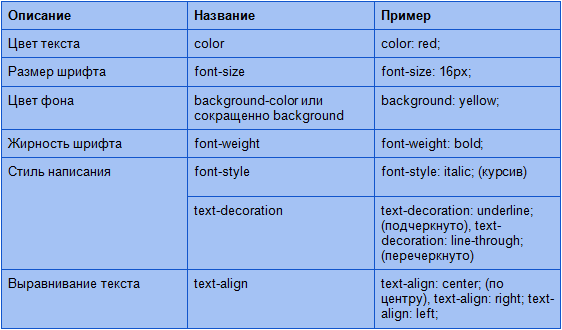 Описание Название Пример
Цвет текста color color: red;
Размер шрифта font-size font-size: 16px;
Цвет фона background-color или сокращенно background background: yellow;
Жирность шрифта font-weight font-weight: bold;
Стиль написания font-style font-style: italic; (курсив)
text-decoration text-decoration: underline;
(подчеркнуто), text-
decoration: line-through;
(перечеркнуто)
Выравнивание текста text-align text-align: center; (по
центру), text-align: right; text-
align: left;